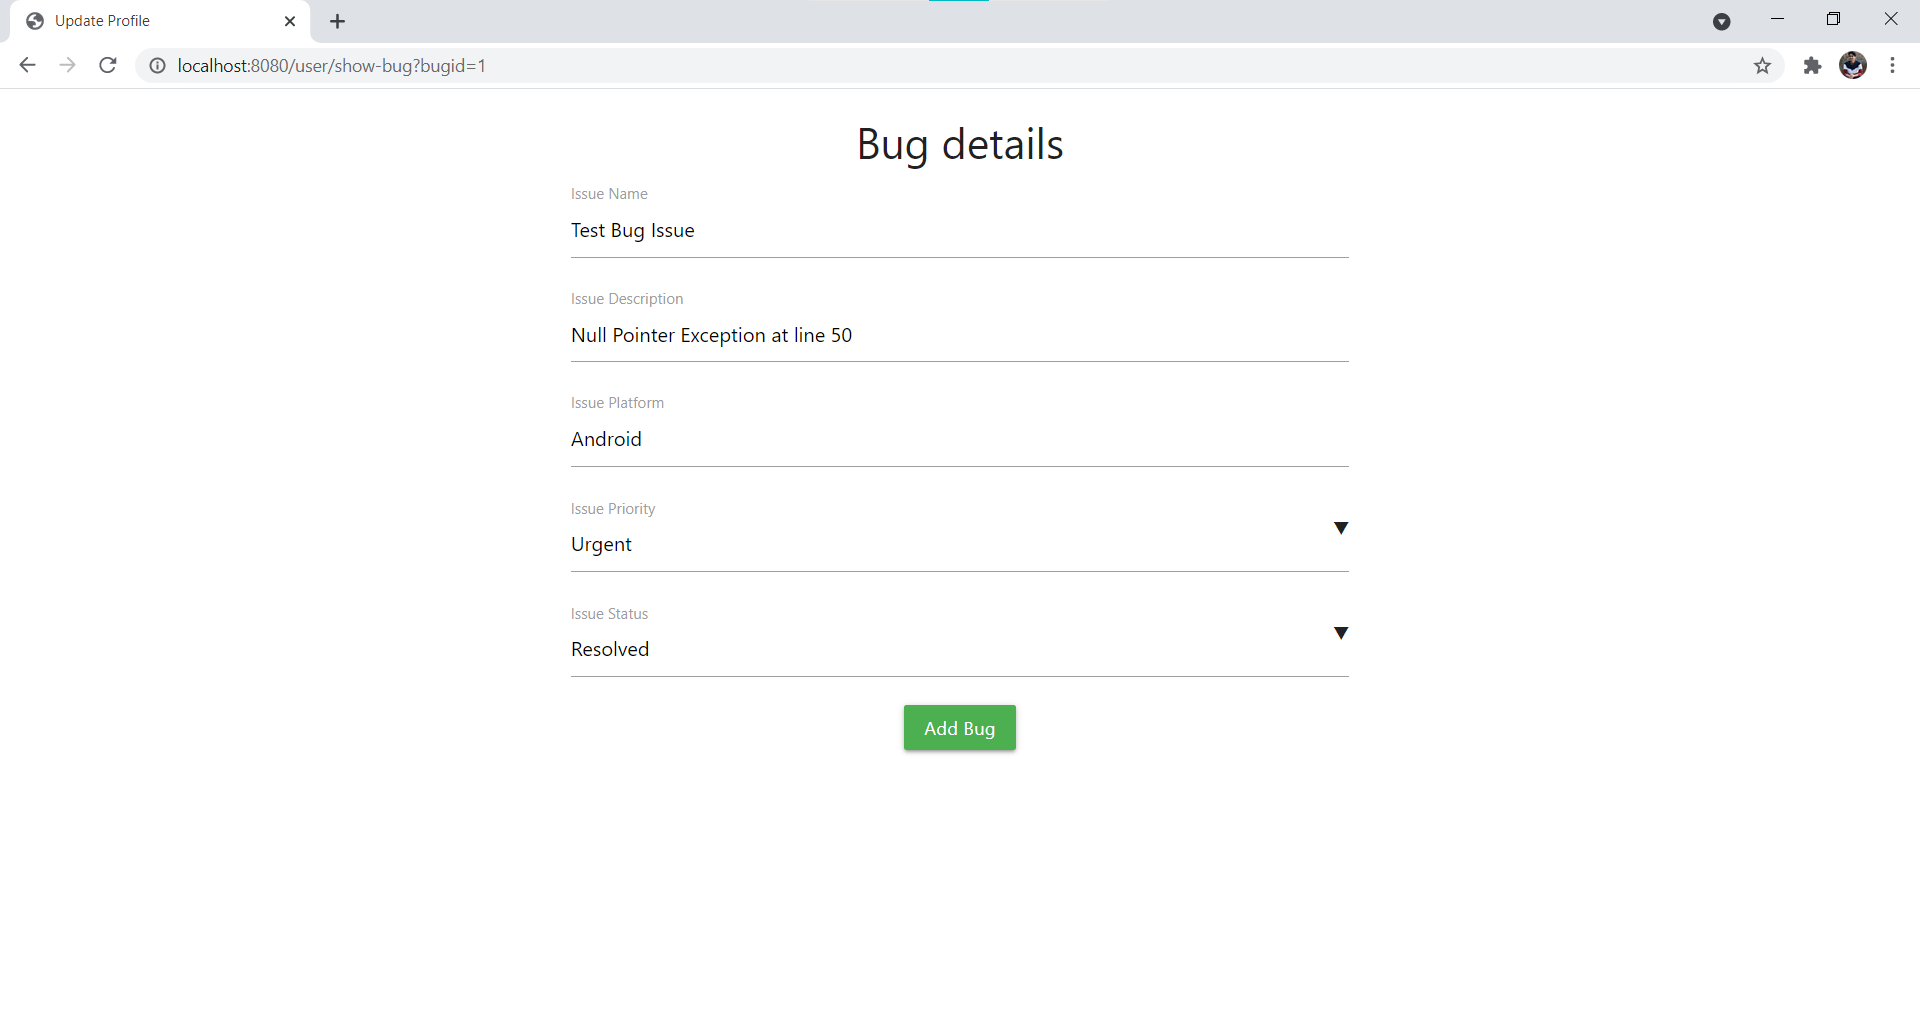 Update Profile
localhost:8080/user/show-bug?bugid=1
Bug details
Issue Name
Test Bug Issue
Issue Description
Null Pointer Exception at line 50
Issue Platform
Android
Issue Priority
Urgent
Issue Status
Resolved
Add Bug